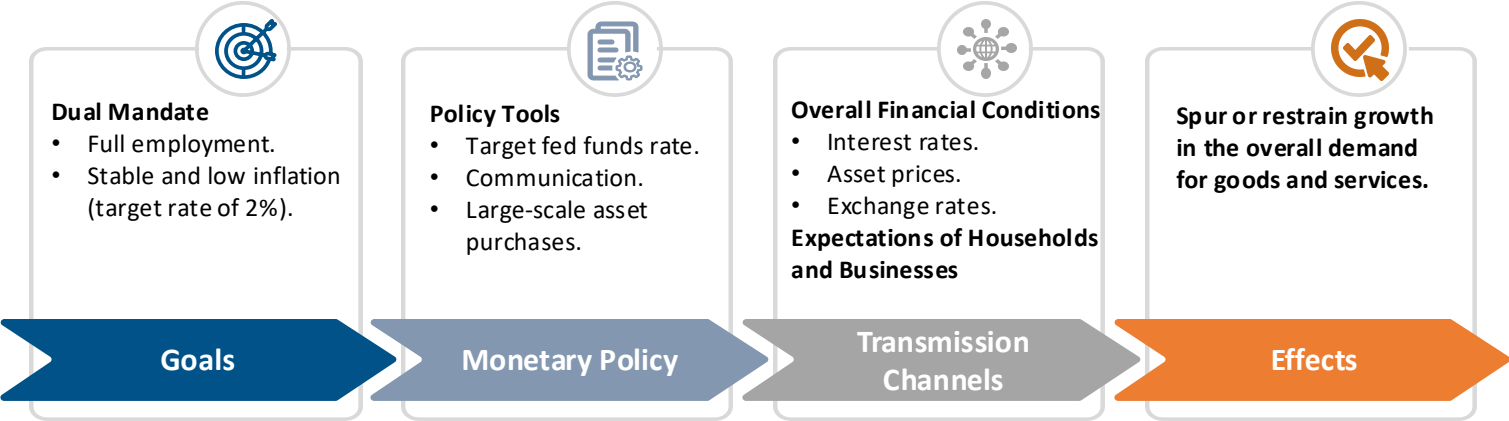 Dual Mandate
• Full employment.
• Stable and low inflation
(target rate of 2%).
Goals
Policy Tools
• Target fed funds rate.
• Communication.
• Large-scale asset
purchases.
Monetary Policy
Overall Financial Conditions
• Interest rates.
• Asset prices.
• Exchange rates.
Expectations of Households
and Businesses
Transmission
Channels
Spur or restrain growth
in the overall demand
for goods and services.
Effects